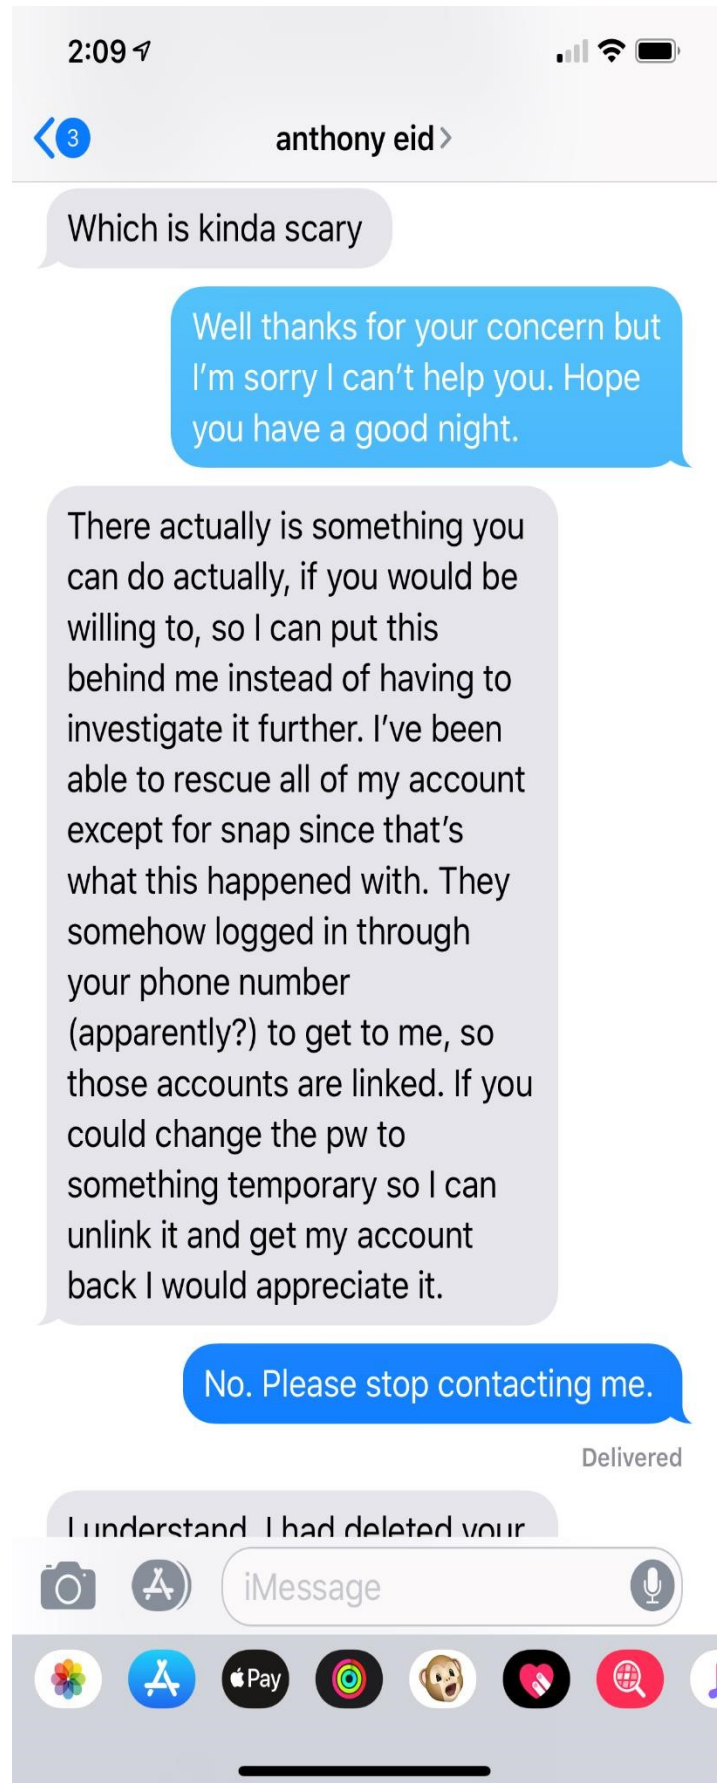 2:09
3
anthony eid
Which is kinda scary
Well thanks for your concern but
I'm sorry I can't help you. Hope
you have a good night.
There actually is something you
can do actually, if you would be
willing to, so I can put this
behind me instead of having to
investigate it further. I've been
able to rescue all of my account
except for snap since that's
what this happened with. They
somehow logged in through
your phone number
(apparently?) to get to me, so
those accounts are linked. If you
could change the pw to
something temporary so I can
unlink it and get my account
back I would appreciate it.
No. Please stop contacting me.
Delivered
I understand. I had deleted your
iMessage
Pay